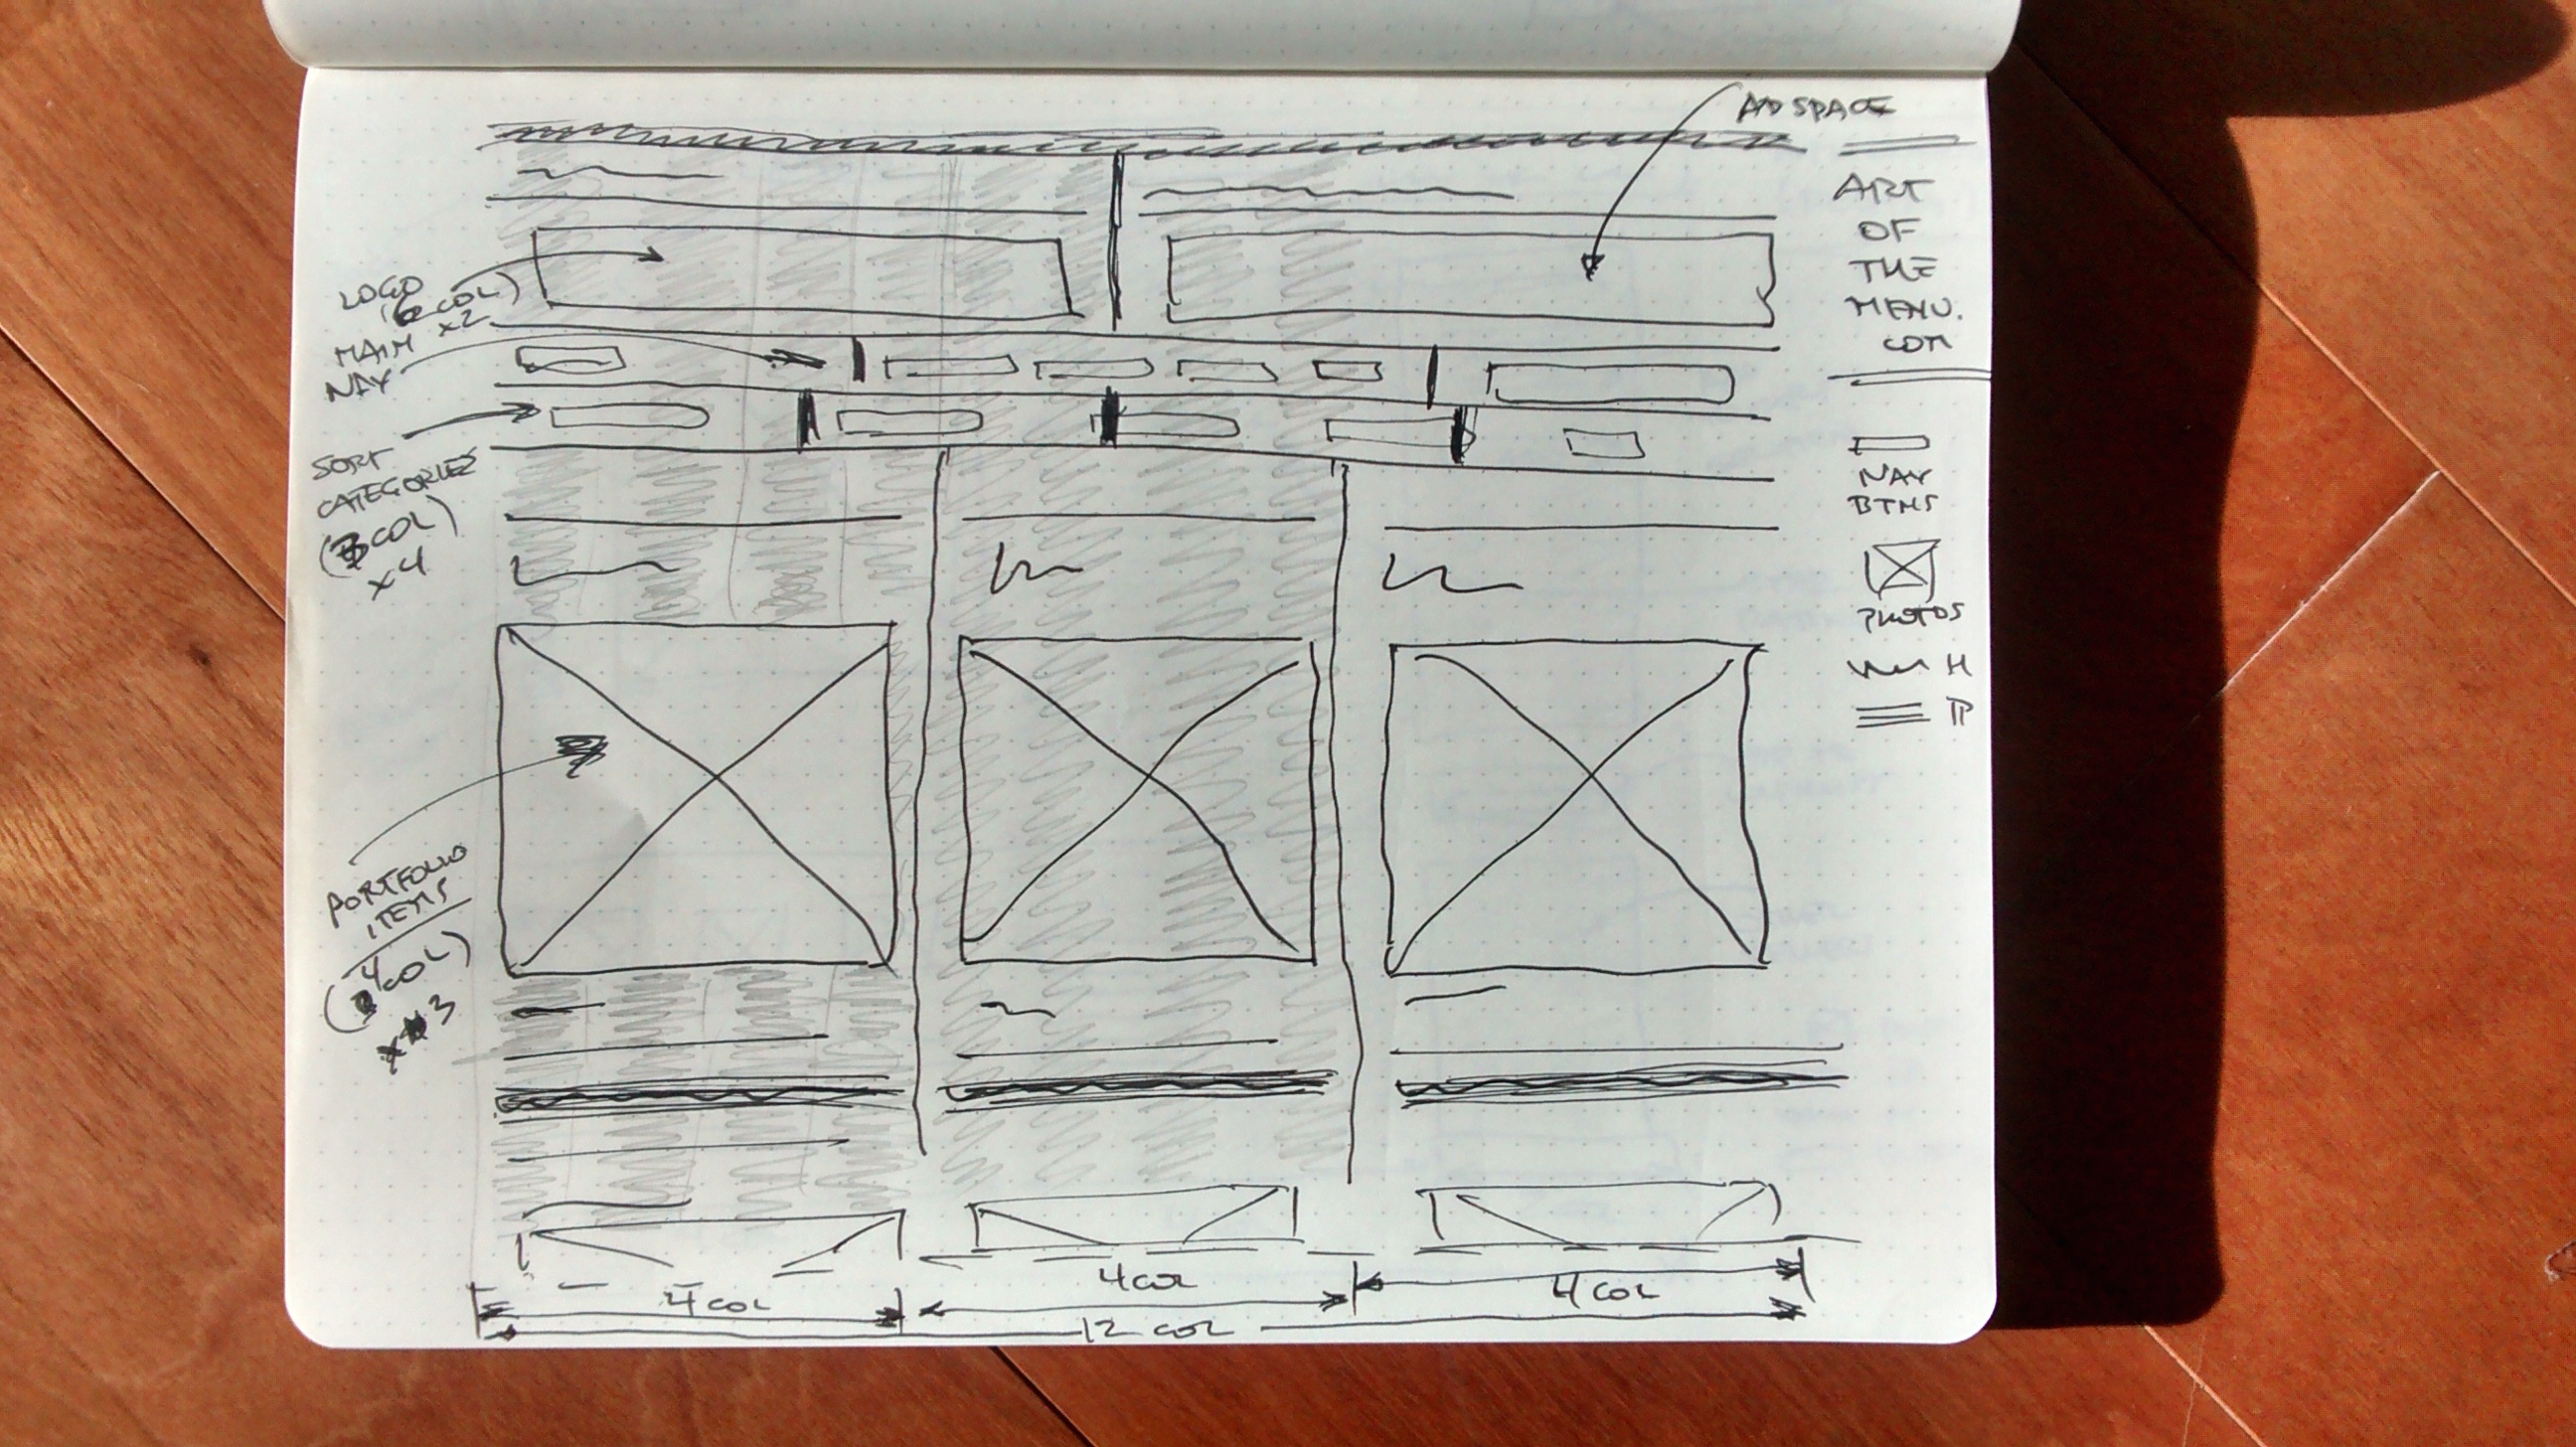 AD SPACE
ART
OF
THE
MENU.
COM
LOGO
(6 COL)
x2
MAIN
NAV
SORT
CATEGORIES
(3 COL)
x4
NAV
BTNS
PHOTOS
H
P
PORTFOLIO
ITEMS
(4 COL)
x 3
4 COL
4 COL
4 COL
12 COL